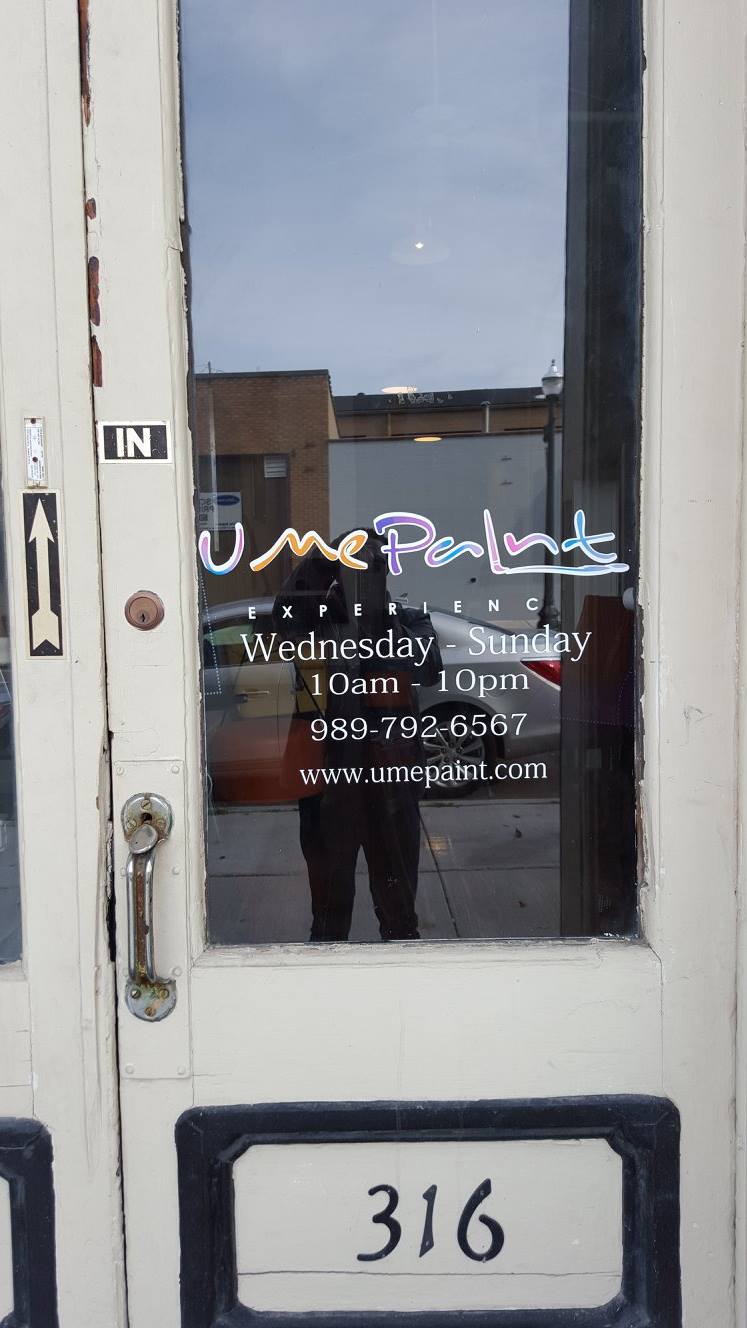 IN
UmePaint
EXPERIENC
Wednesday - Sunday
10am - 10pm
989-792-6567
www.umepaint.com
316